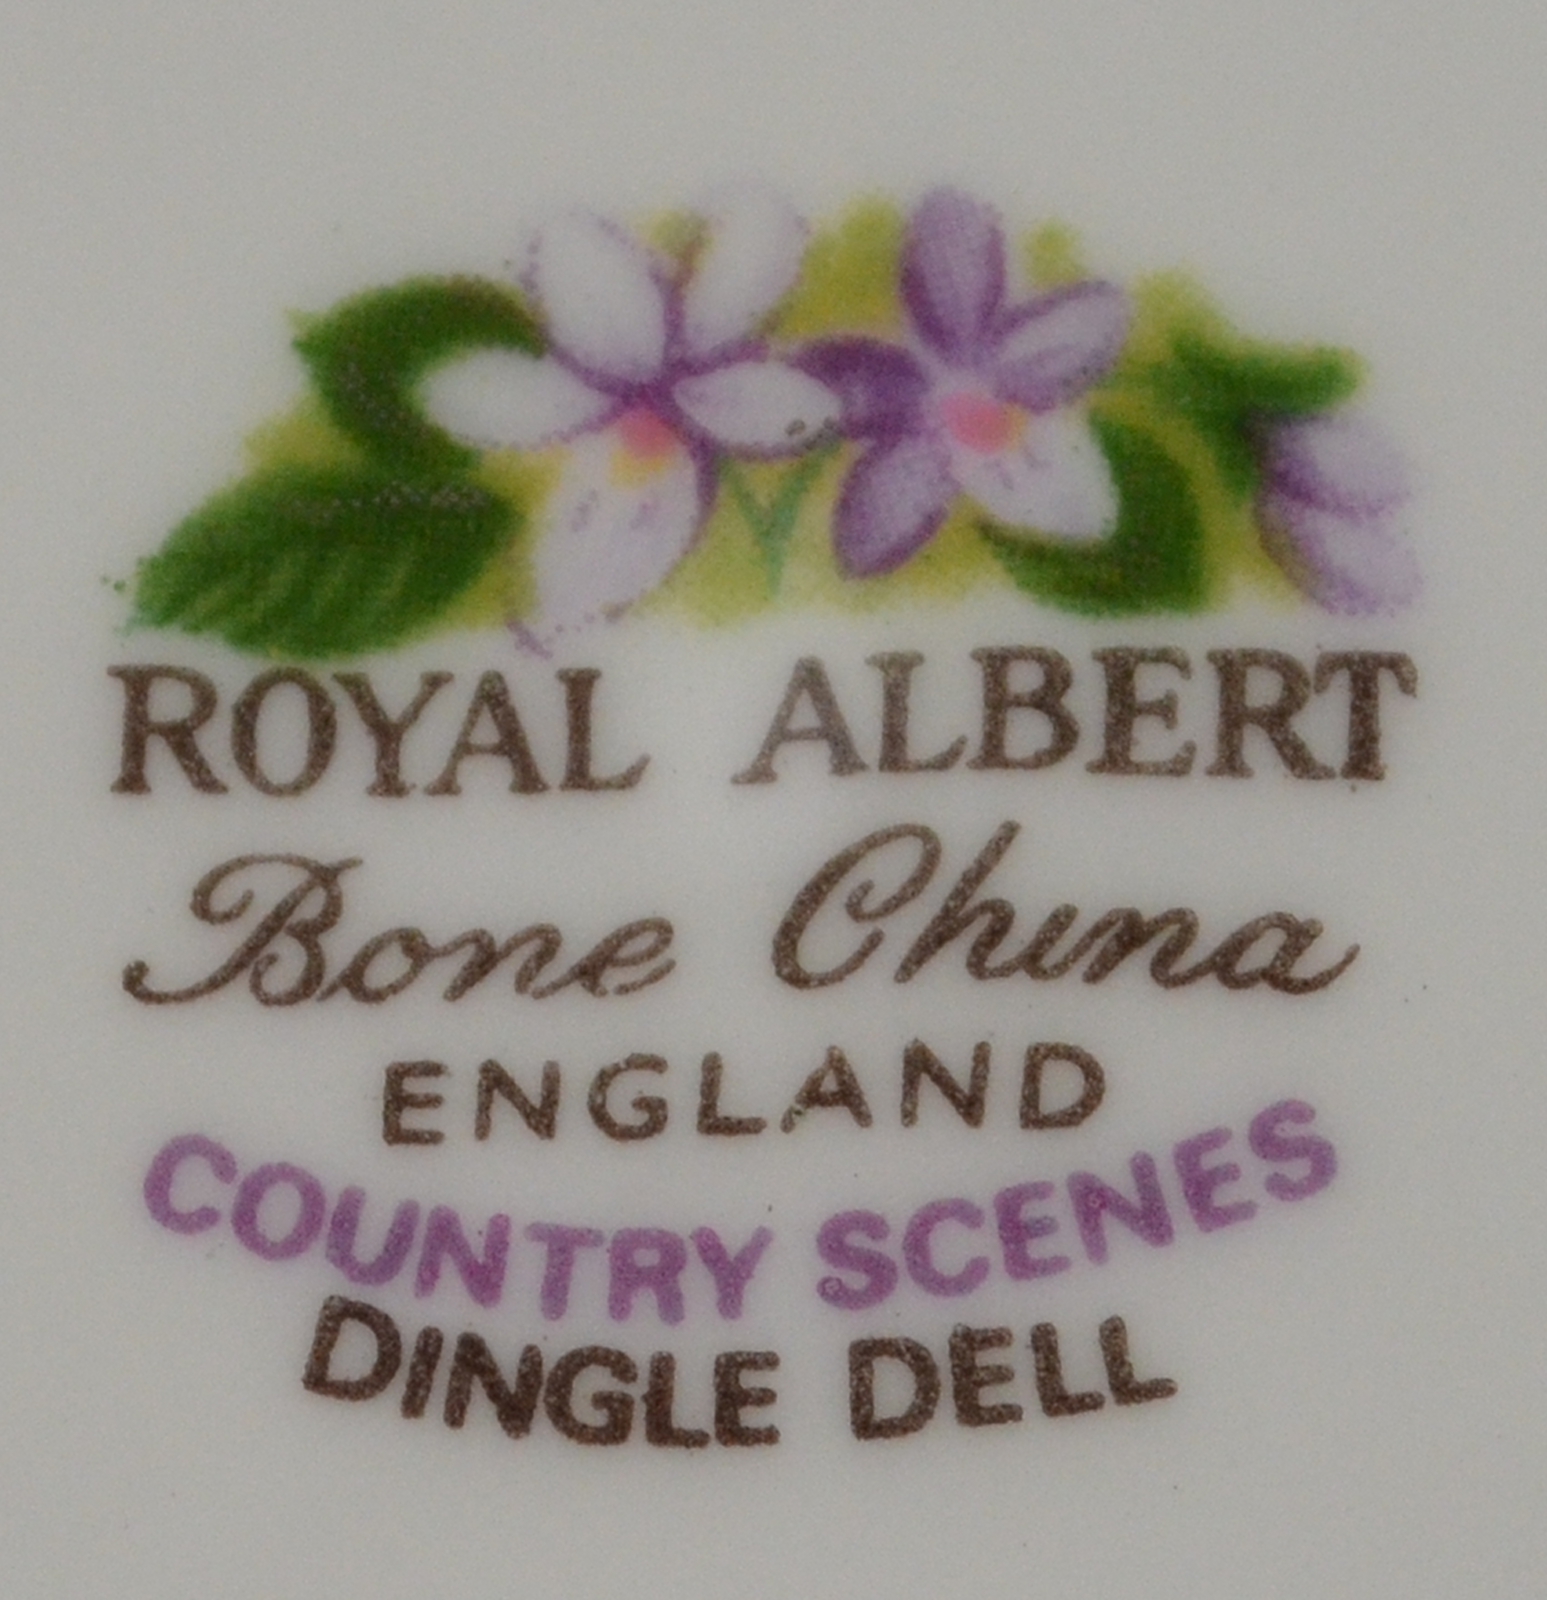 ROYAL ALBERT
Bone China
ENGLAND
COUNTRY SCENES
DINGLE DELL